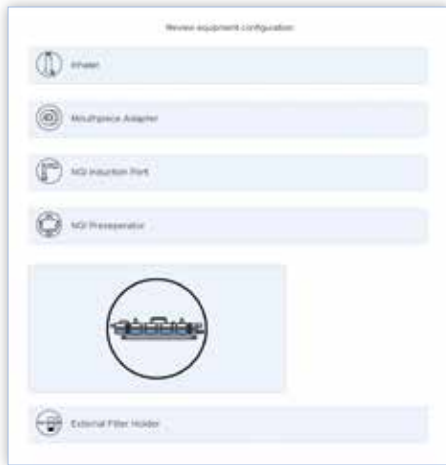 Review equipment configuration
Inhaler
Mouthpiece Adapter
NGI Induction Port
NGI Preseparator
External Filter Holder